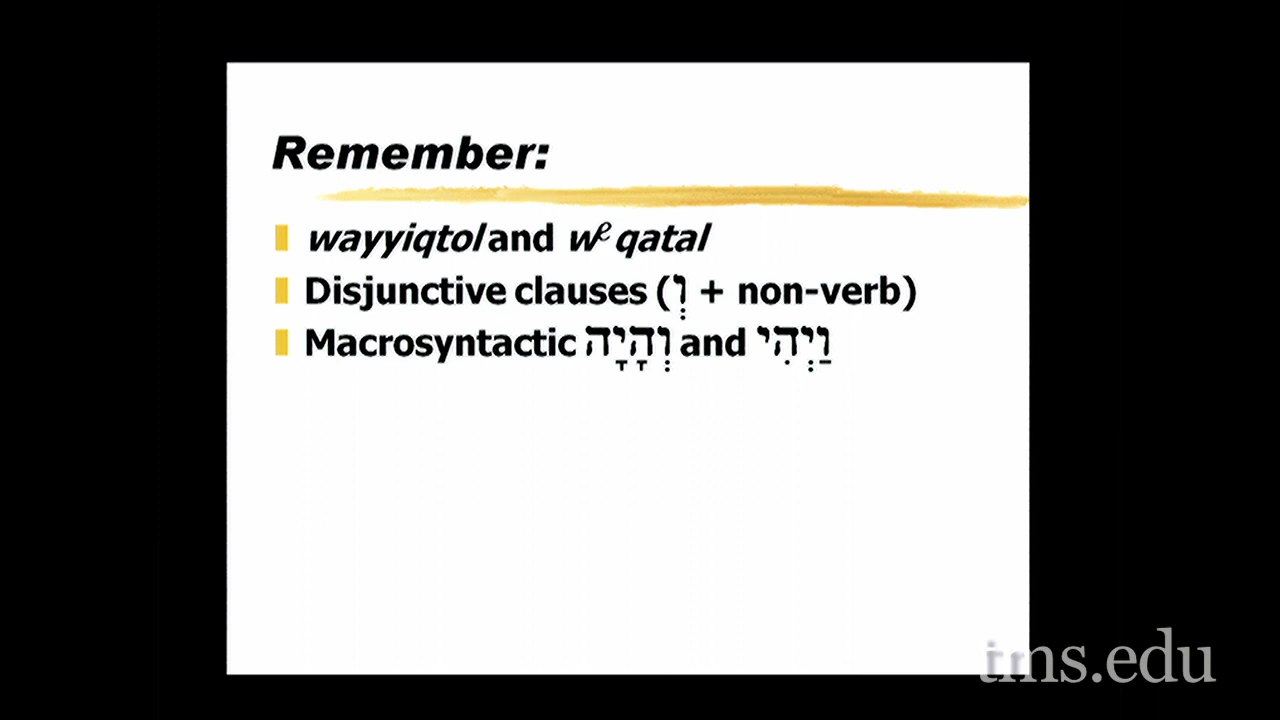 Remember:
wayyiqtol and wᵉqatal
Disjunctive clauses (וְ + non-verb)
Macrosyntactic וְהָיָה and וַיְהִי
tms.edu